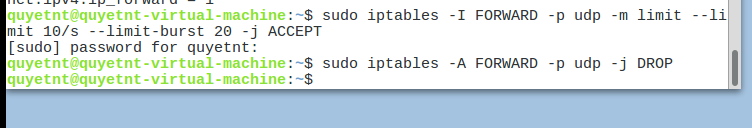 net.ipv4.ip_forward = 1
quyetnt@quyetnt-virtual-machine:~$ sudo iptables -I FORWARD -p udp -m limit --li
mit 10/s --limit-burst 20 -j ACCEPT
[sudo] password for quyetnt:
quyetnt@quyetnt-virtual-machine:~$ sudo iptables -A FORWARD -p udp -j DROP
quyetnt@quyetnt-virtual-machine:~$